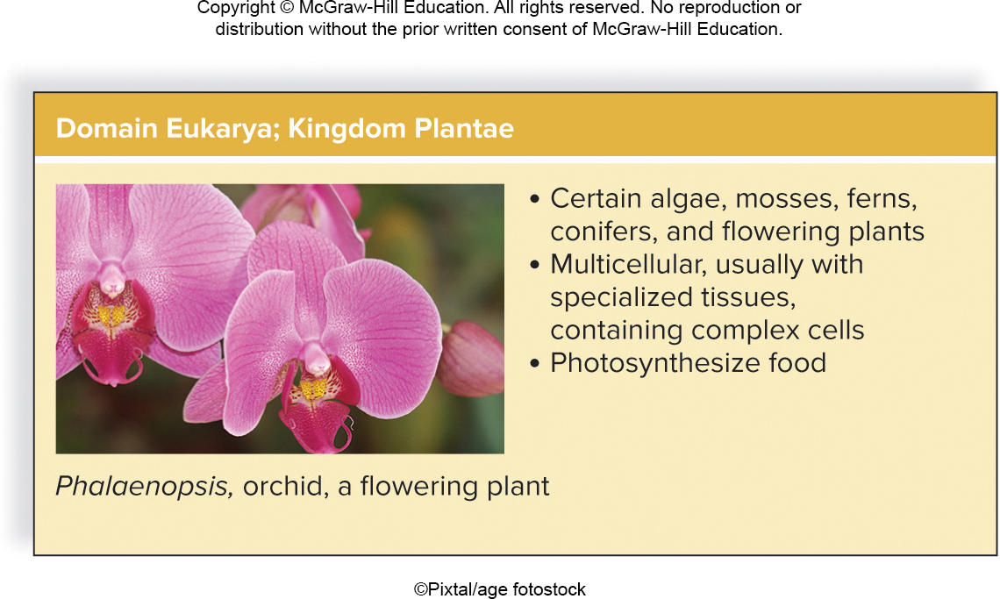 Copyright © McGraw-Hill Education. All rights reserved. No reproduction or
distribution without the prior written consent of McGraw-Hill Education.
Domain Eukarya; Kingdom Plantae
• Certain algae, mosses, ferns,
conifers, and flowering plants
• Multicellular, usually with
specialized tissues,
containing complex cells
• Photosynthesize food
Phalaenopsis, orchid, a flowering plant
©Pixtal/age fotostock